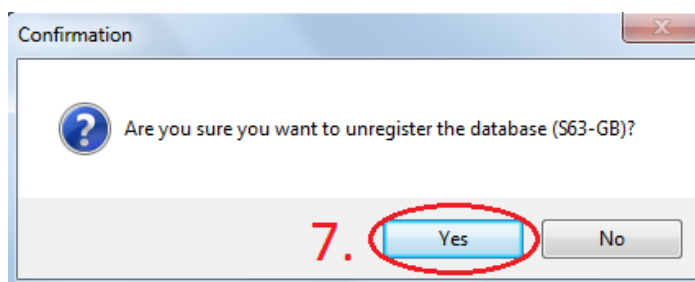 Confirmation
Are you sure you want to unregister the database (S63-GB)?
7. Yes No